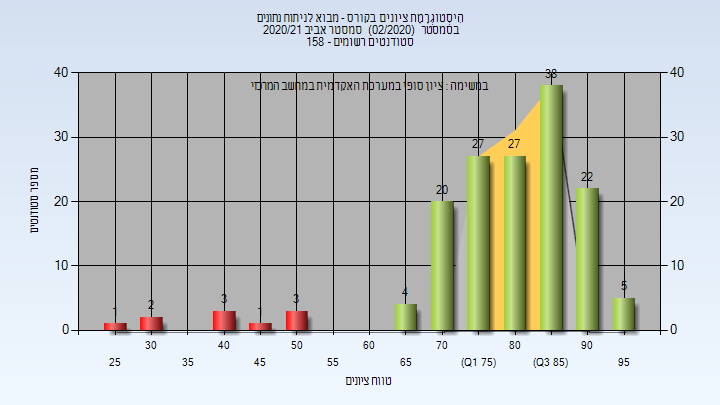 היסטוגרמת ציונים בקורס - מבוא לניתוח נתונים
בסמסטר (02/2020) סמסטר אביב 2020/21
סטודנטים רשומים - 158
במשימה : ציון סופי במערכת האקדמית במחשב המרכזי
40 40
30 30
20 20
10 10
0 0
מספר סטודנטים
1 2 3 1 3 4 20 27 27 38 22 5
30 40 50 60 70 80 90
25 35 45 55 65 (Q1 75) (Q3 85) 95
טווח ציונים